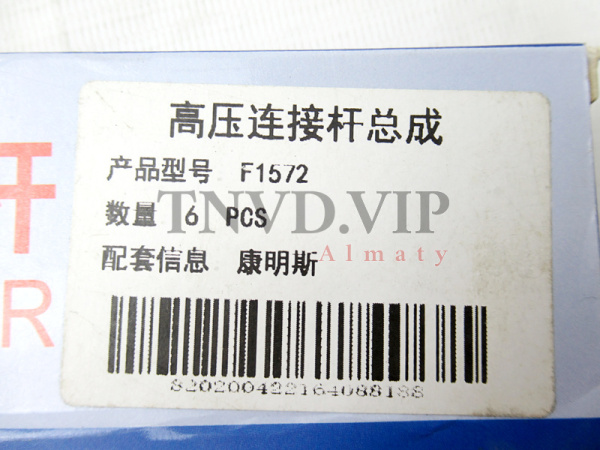 高压连接杆总成
产品型号 F1572
数量 6 PCS
TNVD.VIP
Almaty
配套信息 康明斯
杆
R